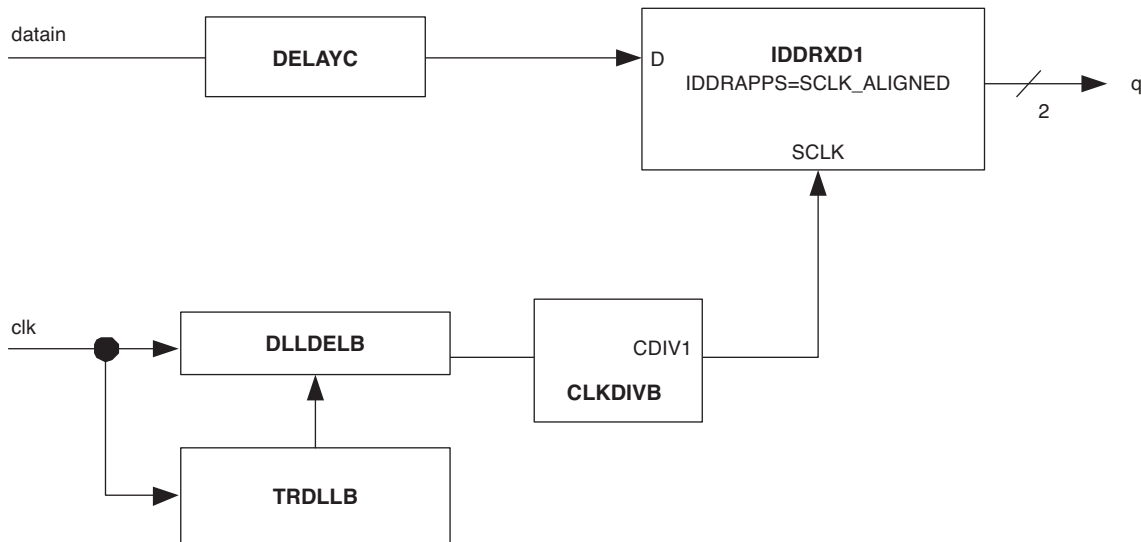 datain
DELAYC
D
IDDRXD1
IDDRAPPS=SCLK_ALIGNED
SCLK
q
2
clk
DLLDELB
CDIV1
CLKDIVB
TRDLLB